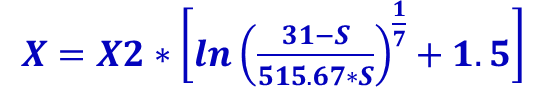 X = X2 * [ln (31−S / 515.67*S)^(1/7) + 1.5]